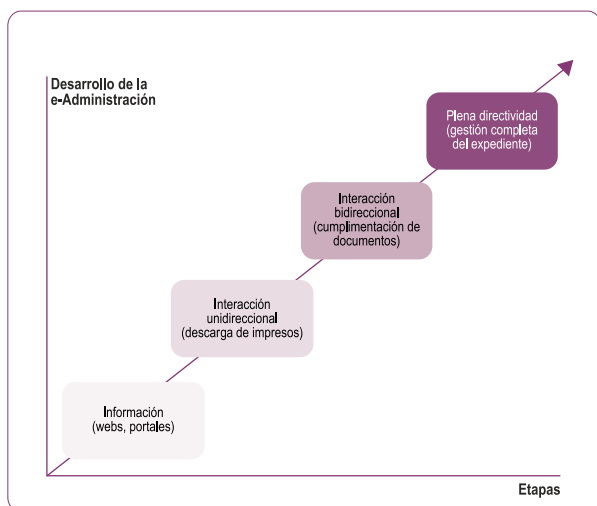 Desarrollo de la
e-Administración
Plena directividad
(gestión completa
del expediente)
Interacción
bidireccional
(cumplimentación de
documentos)
Interacción
unidireccional
(descarga de impresos)
Información
(webs, portales)
Etapas